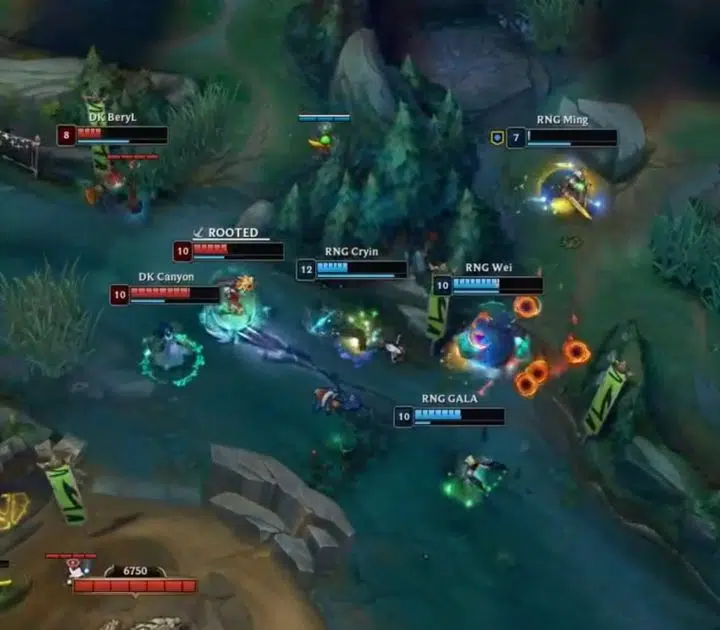 DK BeryL
8
RNG Ming
7
ROOTED
10
RNG Cryin
12
DK Canyon
10
RNG Wei
10
RNG GALA
10
6750